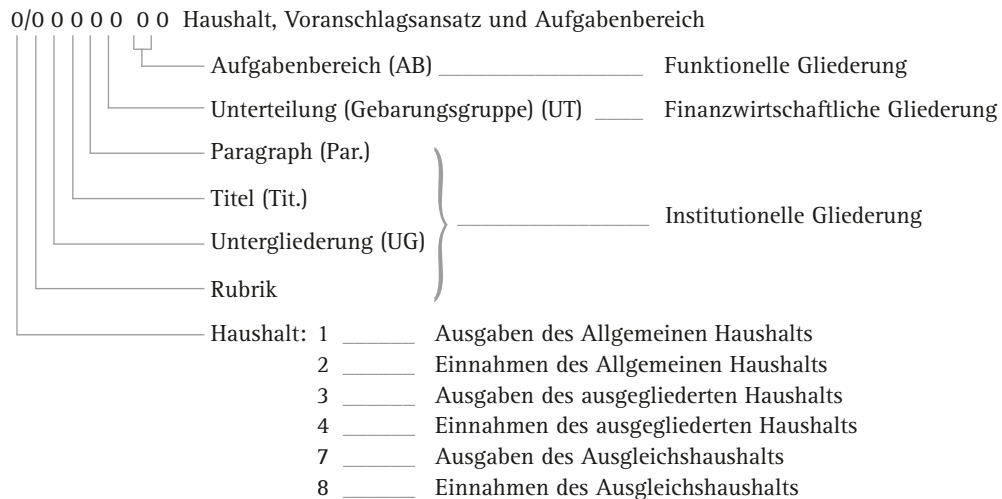 0/0 0 0 0 0 0 0 Haushalt, Voranschlagsansatz und Aufgabenbereich
Aufgabenbereich (AB) Funktionelle Gliederung
Unterteilung (Gebarungsgruppe) (UT) Finanzwirtschaftliche Gliederung
Paragraph (Par.)
Titel (Tit.)
Institutionelle Gliederung
Untergliederung (UG)
Rubrik
Haushalt: 1 Ausgaben des Allgemeinen Haushalts
2 Einnahmen des Allgemeinen Haushalts
3 Ausgaben des ausgegliederten Haushalts
4 Einnahmen des ausgegliederten Haushalts
7 Ausgaben des Ausgleichshaushalts
8 Einnahmen des Ausgleichshaushalts